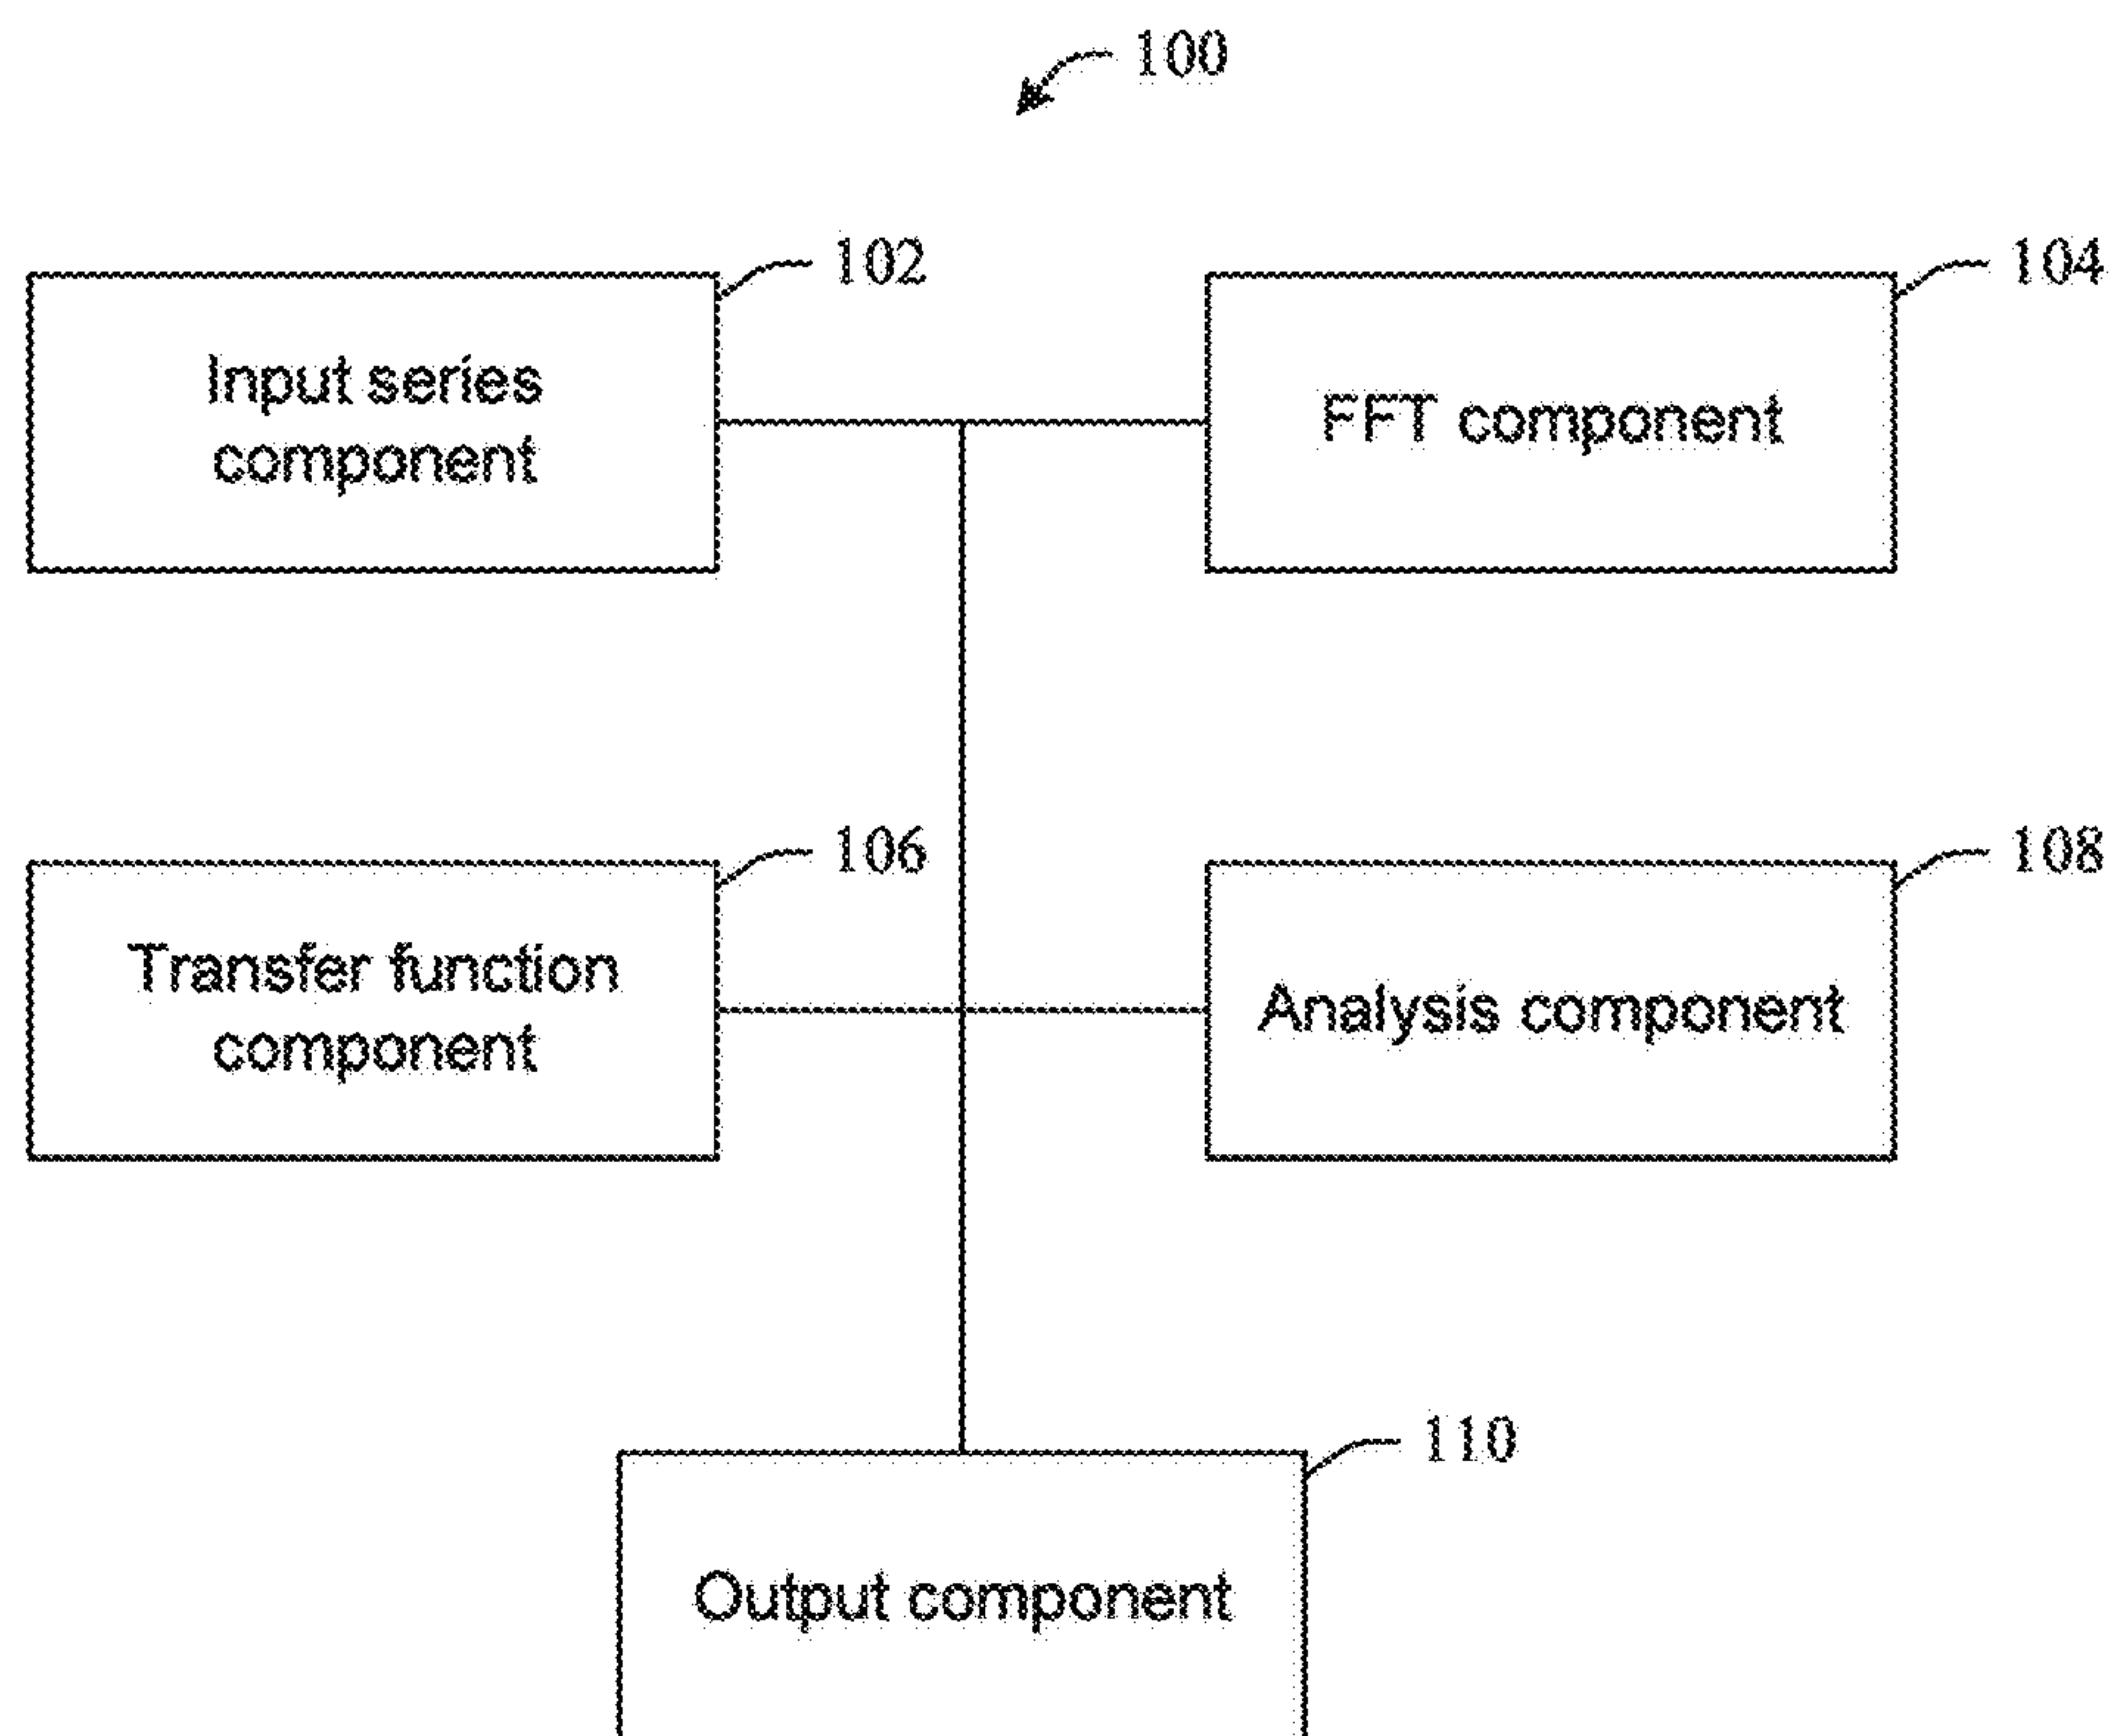 100
102
104
Input series
component
FFT component
106
108
Transfer function
component
Analysis component
110
Output component